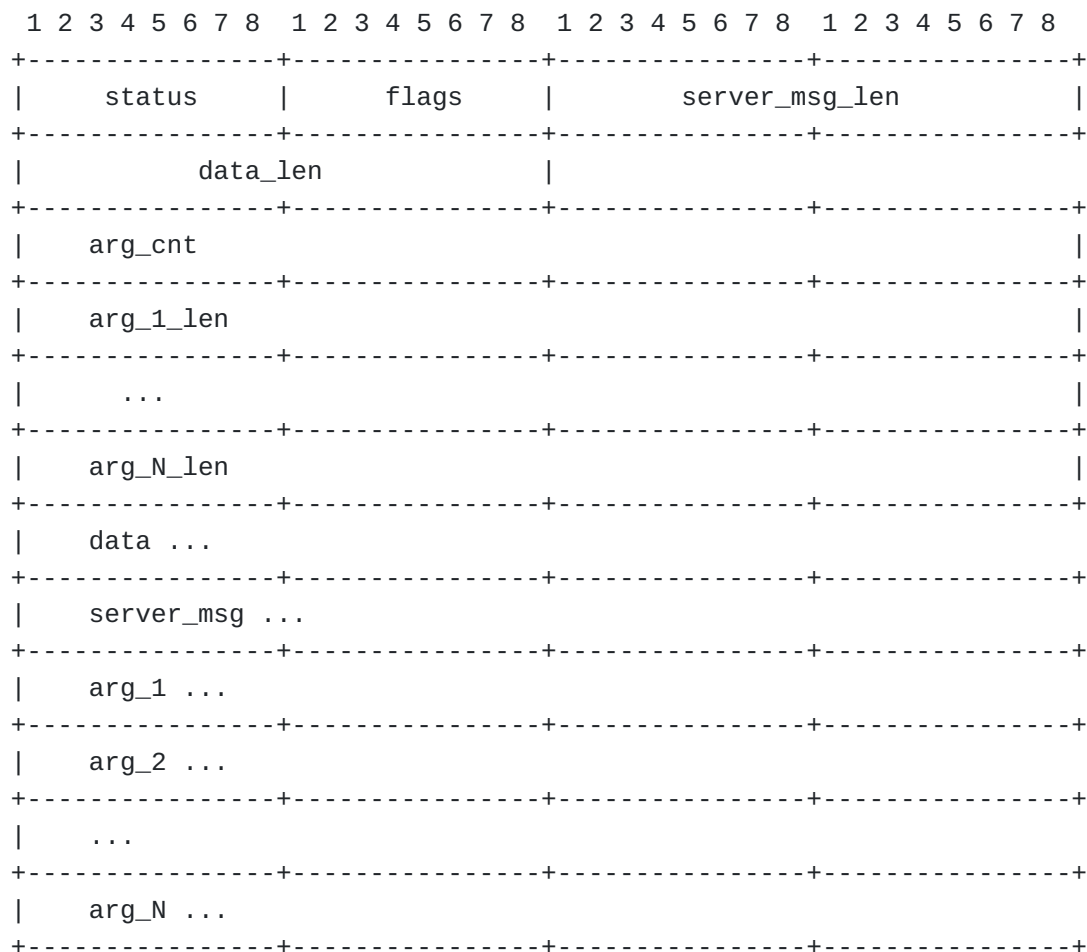 1 2 3 4 5 6 7 8  1 2 3 4 5 6 7 8  1 2 3 4 5 6 7 8  1 2 3 4 5 6 7 8
+----------------+----------------+----------------+----------------+
|     status     |      flags     |        server_msg_len           |
+----------------+----------------+----------------+----------------+
|           data_len              |
+----------------+----------------+----------------+----------------+
|    arg_cnt                                                        |
+----------------+----------------+----------------+----------------+
|    arg_1_len                                                      |
+----------------+----------------+----------------+----------------+
|      ...                                                          |
+----------------+----------------+----------------+----------------+
|    arg_N_len                                                      |
+----------------+----------------+----------------+----------------+
|    data ...
+----------------+----------------+----------------+----------------+
|    server_msg ...
+----------------+----------------+----------------+----------------+
|    arg_1 ...
+----------------+----------------+----------------+----------------+
|    arg_2 ...
+----------------+----------------+----------------+----------------+
|    ...
+----------------+----------------+----------------+----------------+
|    arg_N ...
+----------------+----------------+----------------+----------------+